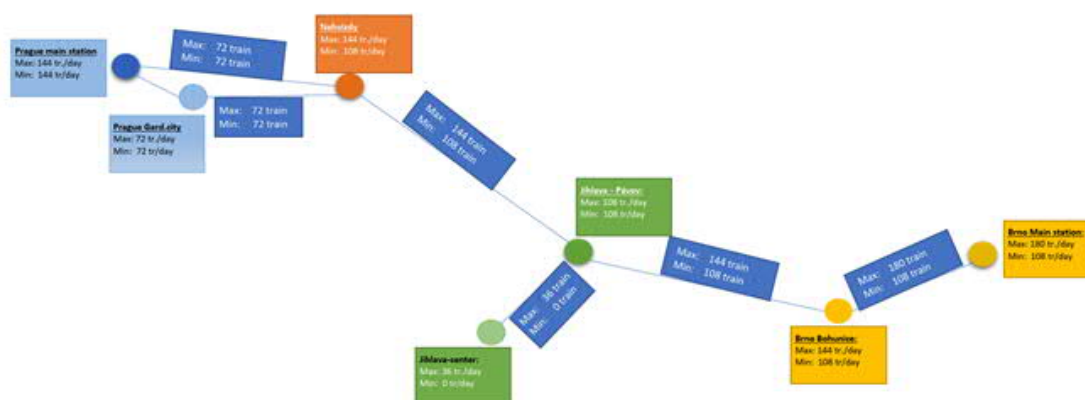 Prague main station
Max: 144 tr./day
Min: 144 tr/day
Max: 72 train
Min: 72 train
Nehvizdy
Max: 144 tr./day
Min: 108 tr/day
Prague Gard.city
Max: 72 tr./day
Min: 72 tr/day
Max: 72 train
Min: 72 train
Max: 144 train
Min: 108 train
Jihlava - Pávov:
Max: 108 tr./day
Min: 108 tr/day
Max: 144 train
Min: 108 train
Max: 180 train
Min: 108 train
Brno Main station:
Max: 180 tr./day
Min: 108 tr/day
Max: 36 train
Min: 0 train
Jihlava-center:
Max: 36 tr./day
Min: 0 tr/day
Brno Bohunice:
Max: 144 tr./day
Min: 108 tr/day